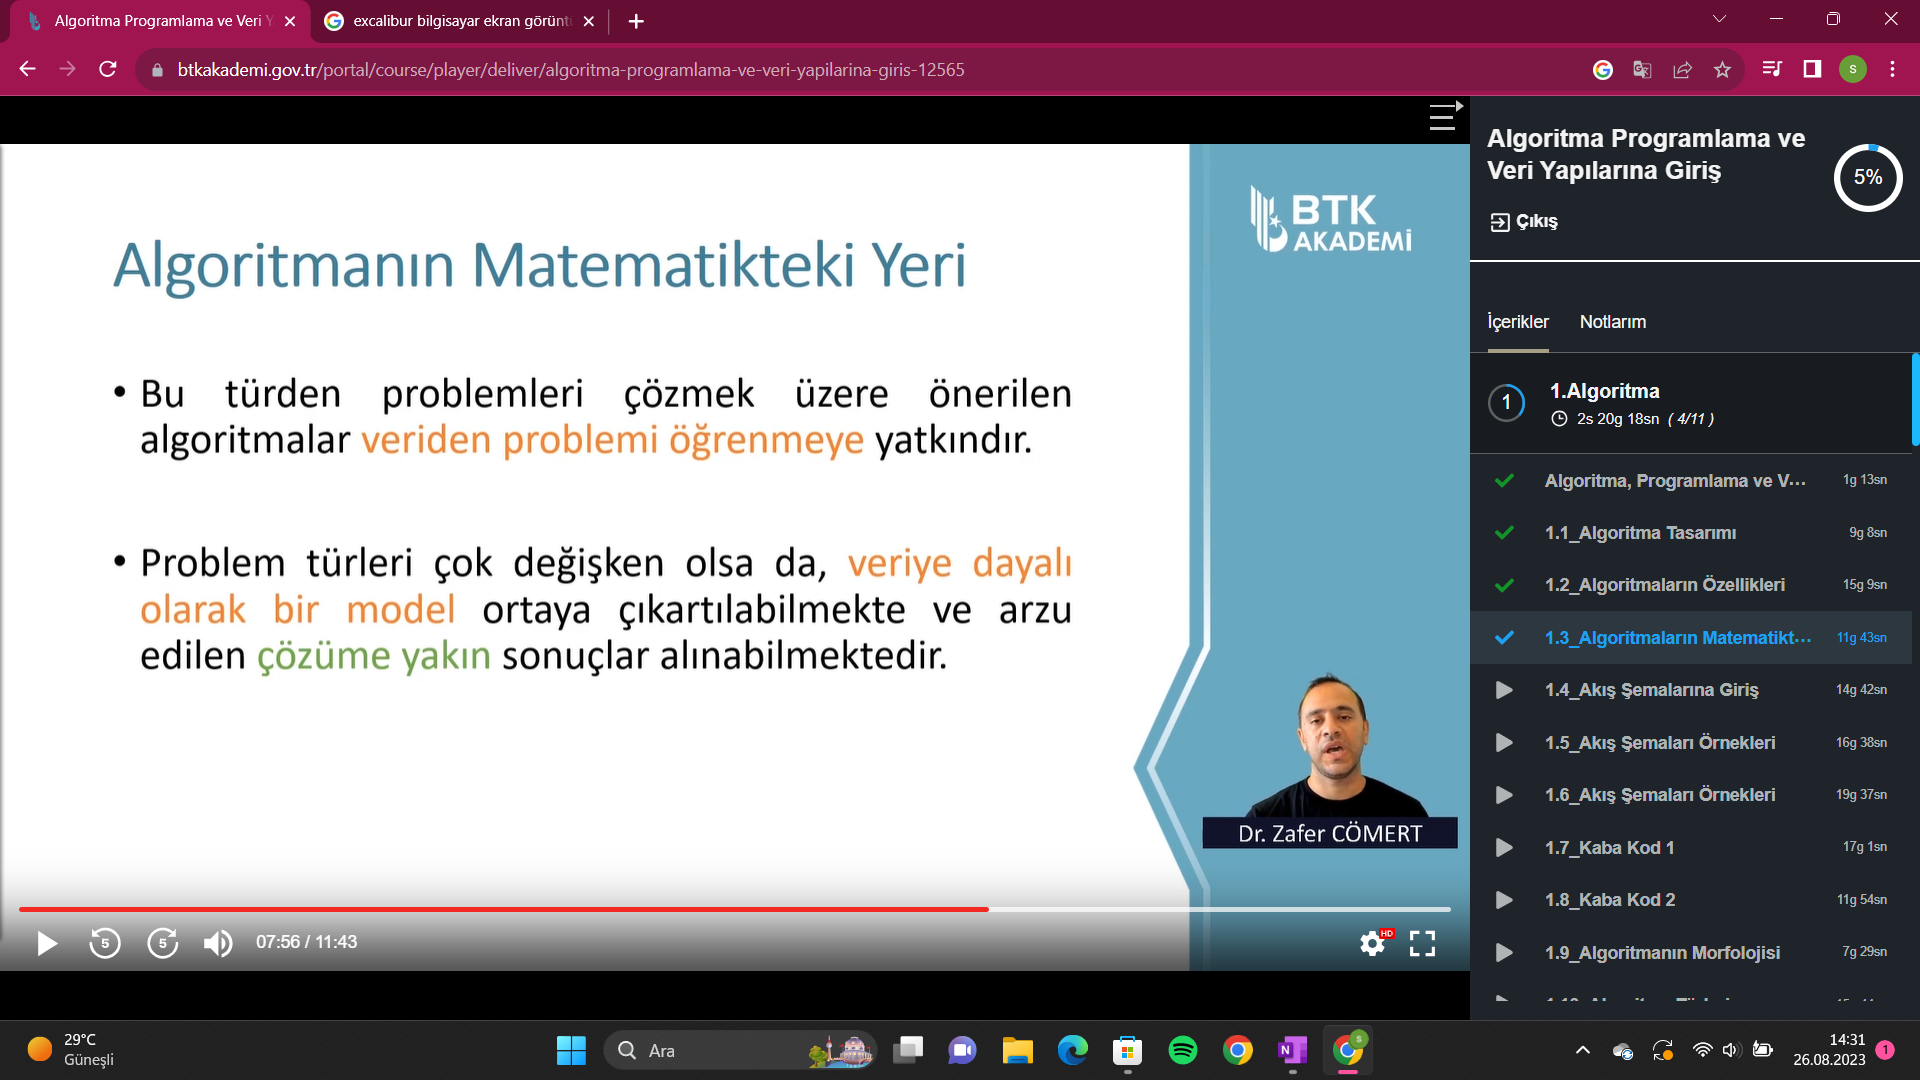 Algoritma Programlama ve Veri Y
excalibur bilgisayar ekran görünt
btkakademi.gov.tr/portal/course/player/deliver/algoritma-programlama-ve-veri-yapilarina-giris-12565
S
BTK
AKADEMİ
Algoritmanın Matematikteki Yeri
• Bu türden problemleri çözmek üzere önerilen
algoritmalar veriden problemi öğrenmeye yatkındır.
• Problem türleri çok değişken olsa da, veriye dayalı
olarak bir model ortaya çıkartılabilmekte ve arzu
edilen çözüme yakın sonuçlar alınabilmektedir.
Dr. Zafer CÖMERT
5
5
07:56 / 11:43
HD
Algoritma Programlama ve
Veri Yapılarına Giriş
5%
Çıkış
İçerikler Notlarım
1
1.Algoritma
2s 20g 18sn ( 4/11 )
Algoritma, Programlama ve V... 1g 13sn
1.1_Algoritma Tasarımı 9g 8sn
1.2_Algoritmaların Özellikleri 15g 9sn
1.3_Algoritmaların Matematikt... 11g 43sn
1.4_Akış Şemalarına Giriş 14g 42sn
1.5_Akış Şemaları Örnekleri 16g 38sn
1.6_Akış Şemaları Örnekleri 19g 37sn
1.7_Kaba Kod 1 17g 1sn
1.8_Kaba Kod 2 11g 54sn
1.9_Algoritmanın Morfolojisi 7g 29sn
29°C
Güneşli
Ara
N
S
14:31
26.08.2023
1